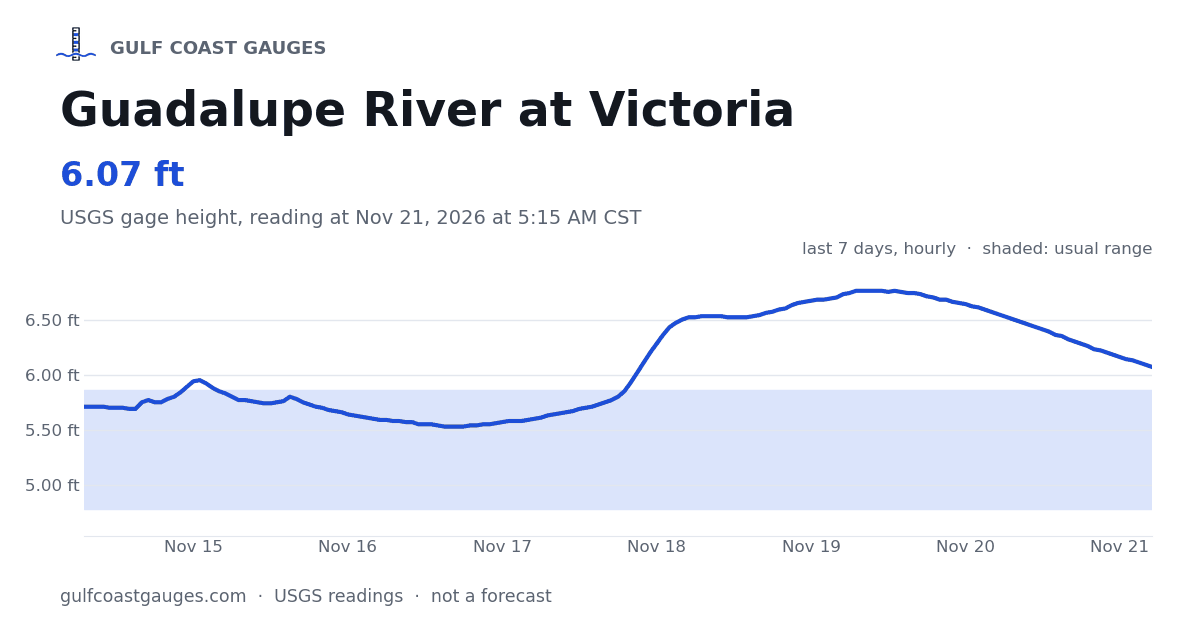 GULF COAST GAUGES
Guadalupe River at Victoria
6.07 ft
USGS gage height, reading at Nov 21, 2026 at 5:15 AM CST
last 7 days, hourly · shaded: usual range
6.50 ft
6.00 ft
5.50 ft
5.00 ft
Nov 15 Nov 16 Nov 17 Nov 18 Nov 19 Nov 20 Nov 21
gulfcoastgauges.com · USGS readings · not a forecast